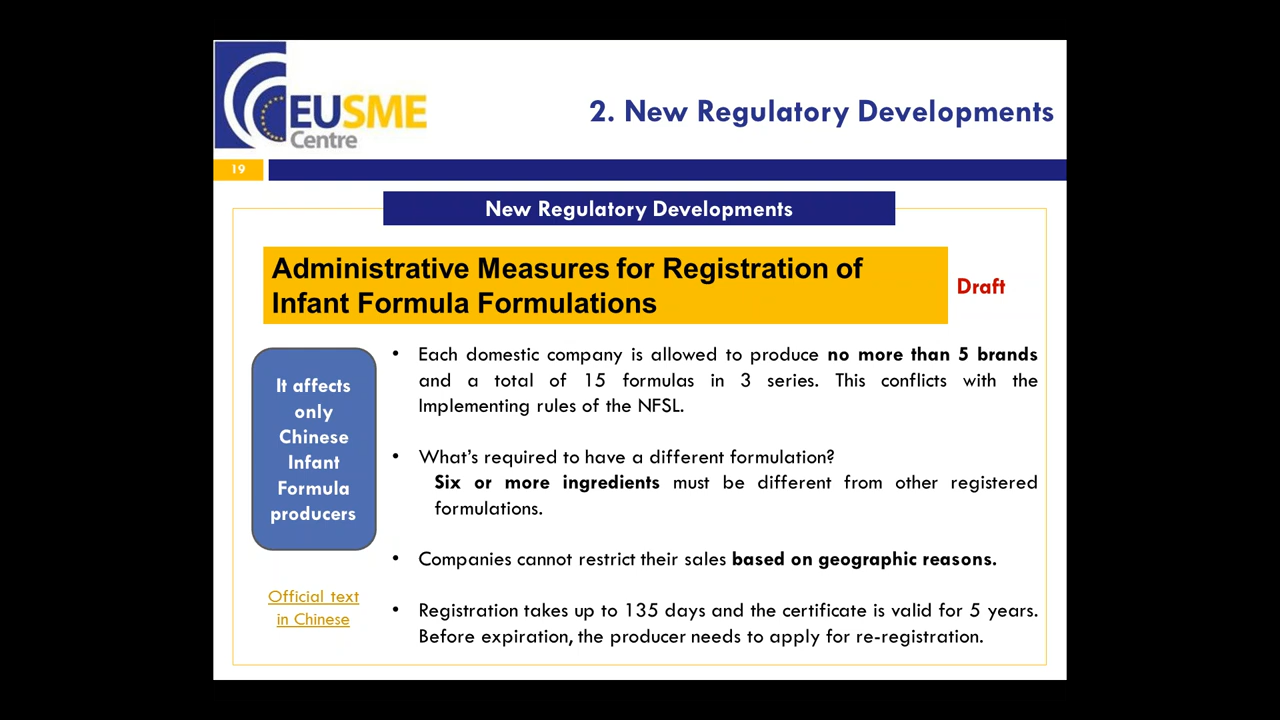 EUSME
Centre
2. New Regulatory Developments
19
New Regulatory Developments
Administrative Measures for Registration of
Infant Formula Formulations
Draft
It affects
only
Chinese
Infant
Formula
producers
Official text
in Chinese
• Each domestic company is allowed to produce no more than 5 brands
and a total of 15 formulas in 3 series. This conflicts with the
Implementing rules of the NFSL.
• What's required to have a different formulation?
Six or more ingredients must be different from other registered
formulations.
• Companies cannot restrict their sales based on geographic reasons.
• Registration takes up to 135 days and the certificate is valid for 5 years.
Before expiration, the producer needs to apply for re-registration.